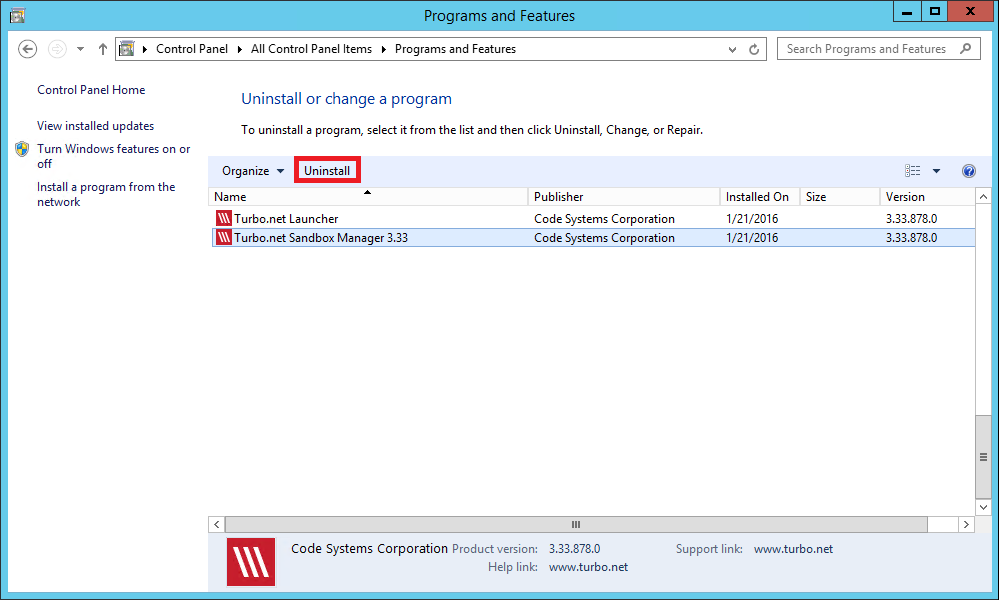 Programs and Features
Control Panel All Control Panel Items Programs and Features
Search Programs and Features
Control Panel Home
View installed updates
Turn Windows features on or
off
Install a program from the
network
Uninstall or change a program
To uninstall a program, select it from the list and then click Uninstall, Change, or Repair.
Organize Uninstall
Name Publisher Installed On Size Version
Turbo.net Launcher Code Systems Corporation 1/21/2016 3.33.878.0
Turbo.net Sandbox Manager 3.33 Code Systems Corporation 1/21/2016 3.33.878.0
Code Systems Corporation Product version: 3.33.878.0 Support link: www.turbo.net
Help link: www.turbo.net